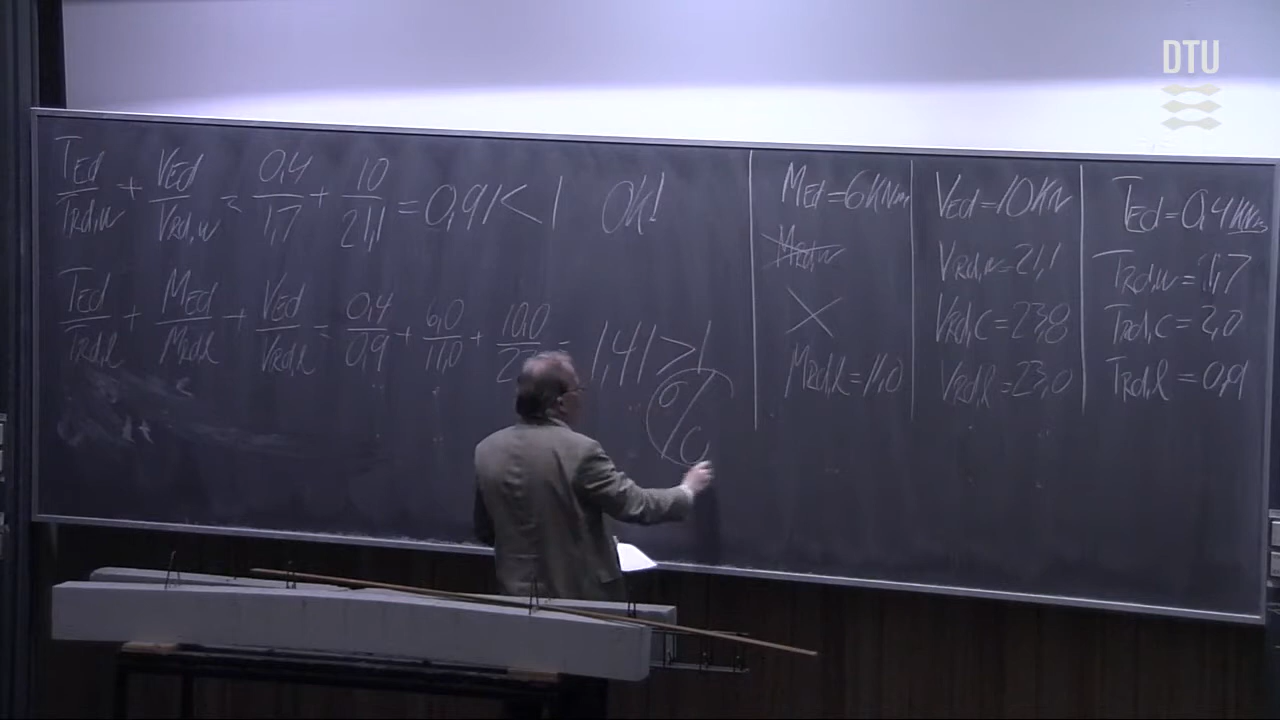 DTU
TEd/TRd,w + VEd/VRd,w = 0,4/1,7 + 10/21,1 = 0,91 < 1 Ok!
TEd/TRd,l + MEd/MRd,l + VEd/VRd,l = 0,4/0,9 + 6,0/11,0 + 10,0/23 = 1,41 > 1
%
MEd = 6 kNm
MRd,w
MRd,l = 11,0
VEd = 10 kN
VRd,w = 21,1
VRd,c = 23,8
VRd,l = 23,0
TEd = 0,4 kNm
TRd,w = 1,7
TRd,c = 2,0
TRd,l = 0,9